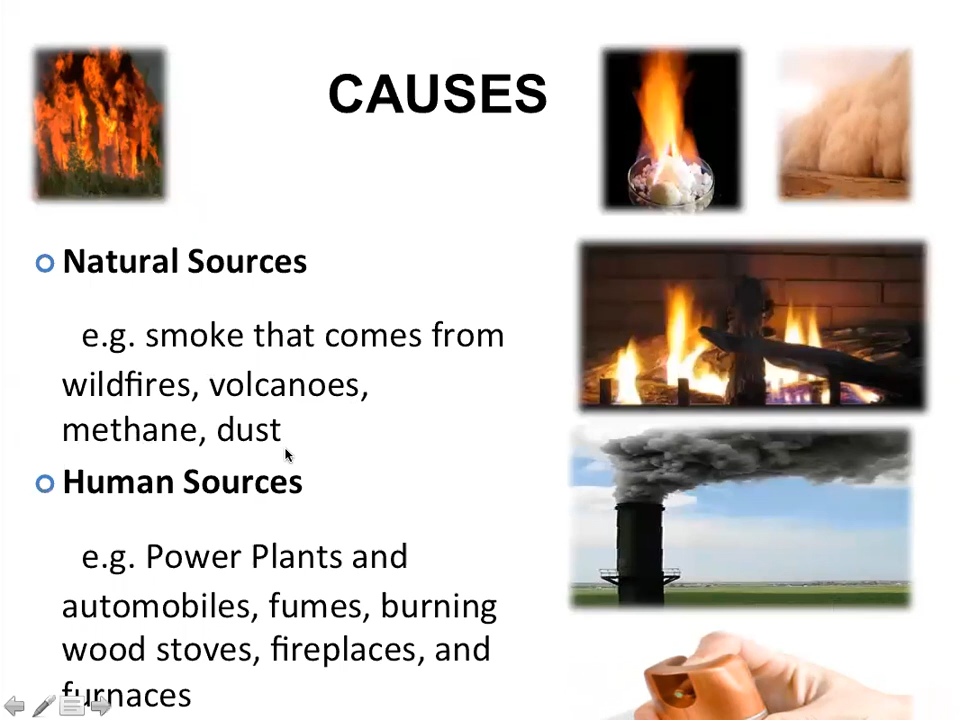 CAUSES
Natural Sources
e.g. smoke that comes from
wildfires, volcanoes,
methane, dust
Human Sources
e.g. Power Plants and
automobiles, fumes, burning
wood stoves, fireplaces, and
furnaces